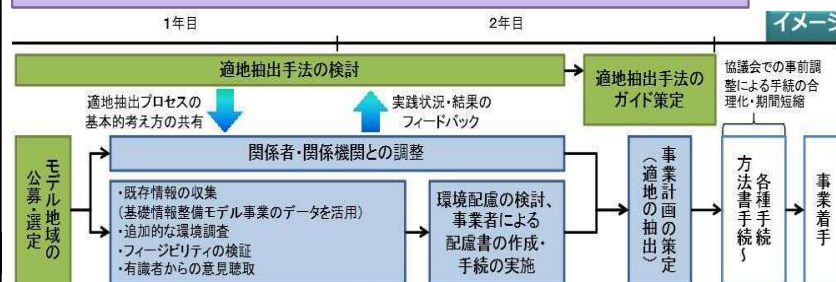 1年目
2年目
イメージ
適地抽出手法の検討
適地抽出手法の
ガイド策定
協議会での事前調
整による手続の合
理化・期間短縮
適地抽出プロセスの
基本的考え方の共有
実践状況・結果の
フィードバック
モデル地域の
公募・選定
関係者・関係機関との調整
・既存情報の収集
(基礎情報整備モデル事業のデータを活用)
・追加的な環境調査
・フィージビリティの検証
・有識者からの意見聴取
環境配慮の検討、
事業者による
配慮書の作成・
手続の実施
事業計画の策定
(適地の抽出)
各種手続
方法書手続~
事業着手